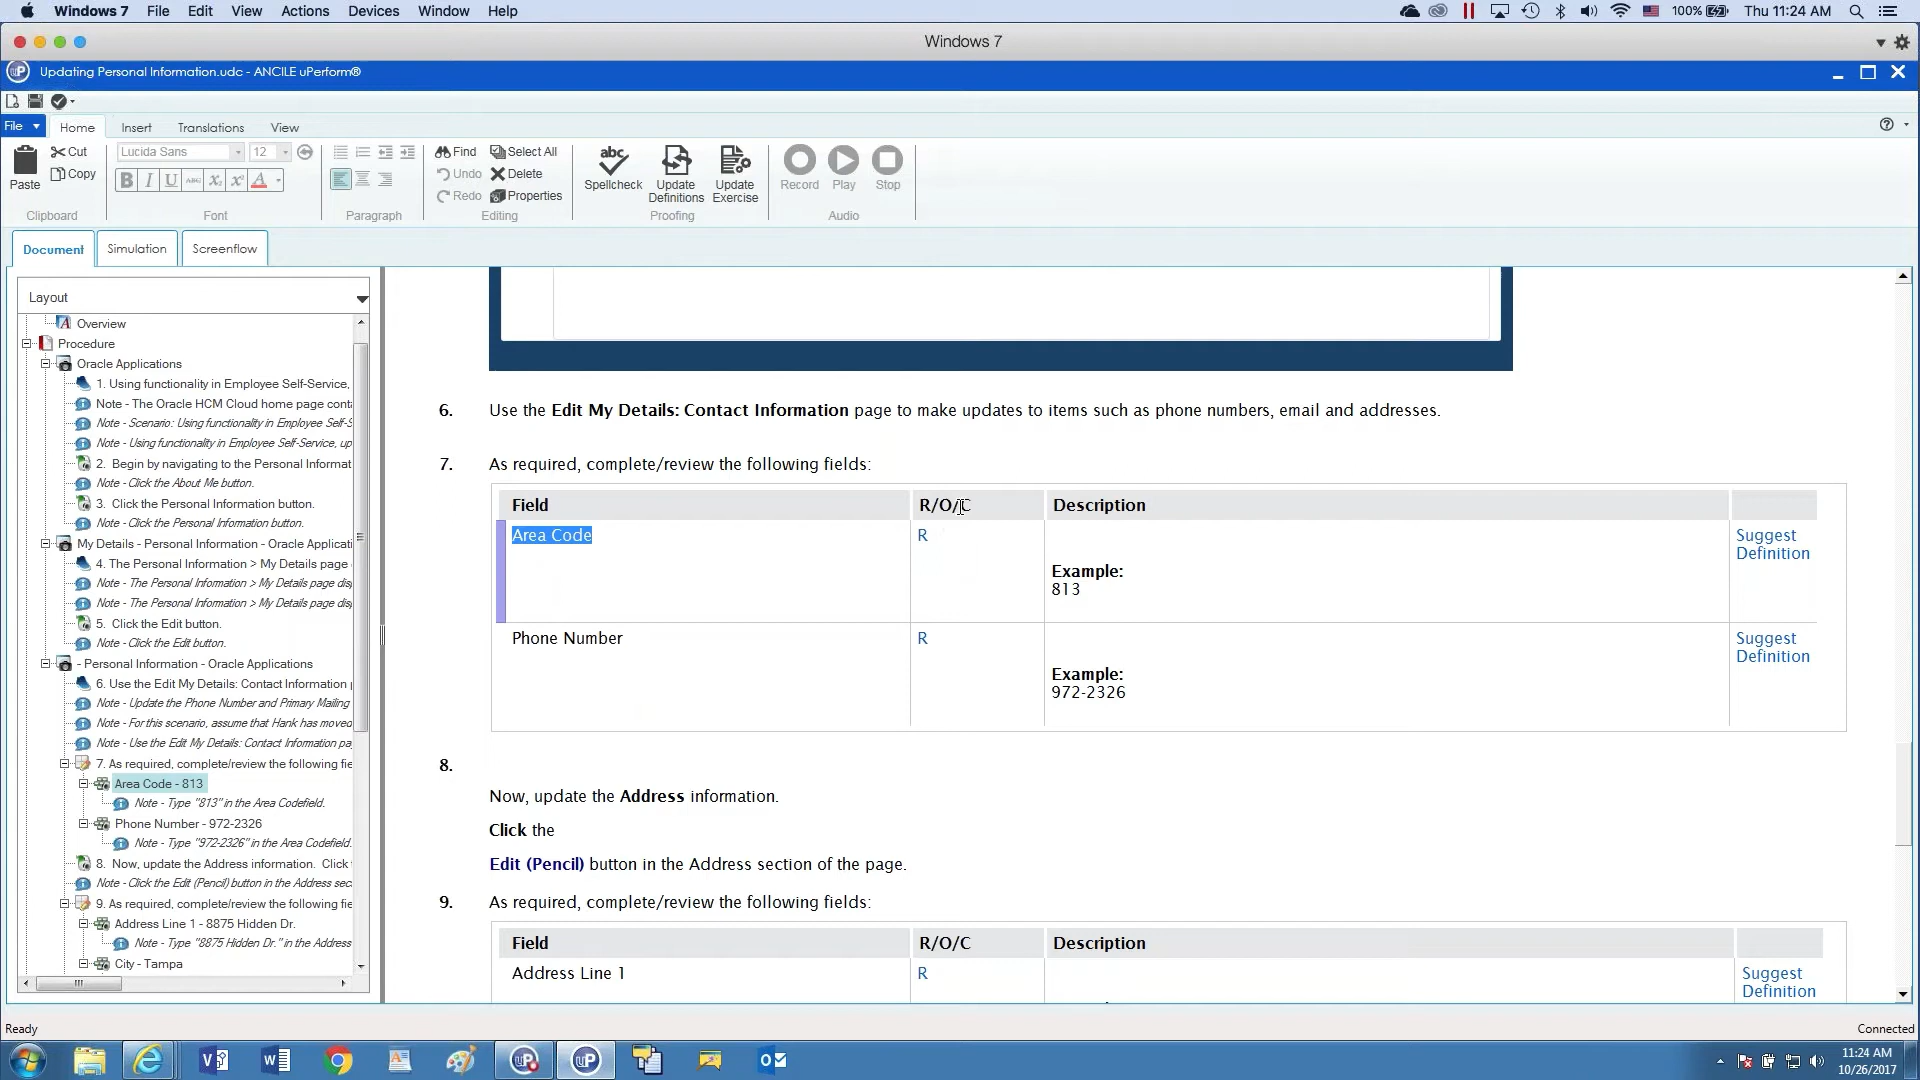 Windows 7 File Edit View Actions Devices Window Help 100% Thu 11:24 AM
Windows 7
Updating Personal Information.udc - ANCILE uPerform®
File Home Insert Translations View
Cut Lucida Sans 12 Find Select All
Paste Copy Undo Delete Spellcheck Update Definitions Update Exercise Record Play Stop
Redo Properties
Clipboard Font Paragraph Editing Proofing Audio
Document Simulation Screenflow
Layout
Overview
Procedure
Oracle Applications
1. Using functionality in Employee Self-Service,
Note - The Oracle HCM Cloud home page conta
Note - Scenario: Using functionality in Employee Self-S
Note - Using functionality in Employee Self-Service, up
2. Begin by navigating to the Personal Informat
Note - Click the About Me button.
3. Click the Personal Information button.
Note - Click the Personal Information button.
My Details - Personal Information - Oracle Applicati
4. The Personal Information > My Details page
Note - The Personal Information > My Details page disp
Note - The Personal Information > My Details page disp
5. Click the Edit button.
Note - Click the Edit button.
- Personal Information - Oracle Applications
6. Use the Edit My Details: Contact Information p
Note - Update the Phone Number and Primary Mailing
Note - For this scenario, assume that Hank has moved
Note - Use the Edit My Details: Contact Information pa
7. As required, complete/review the following fie
Area Code - 813
Note - Type "813" in the Area Codefield.
Phone Number - 972-2326
Note - Type "972-2326" in the Area Codefield.
8. Now, update the Address information. Click
Note - Click the Edit (Pencil) button in the Address sec
9. As required, complete/review the following fie
Address Line 1 - 8875 Hidden Dr.
Note - Type "8875 Hidden Dr." in the Address
City - Tampa
6. Use the Edit My Details: Contact Information page to make updates to items such as phone numbers, email and addresses.
7. As required, complete/review the following fields:
Field R/O/C Description
Area Code R Suggest
Definition
Example:
813
Phone Number R Suggest
Definition
Example:
972-2326
8.
Now, update the Address information.
Click the
Edit (Pencil) button in the Address section of the page.
9. As required, complete/review the following fields:
Field R/O/C Description
Address Line 1 R Suggest
Definition
Ready Connected
11:24 AM
10/26/2017